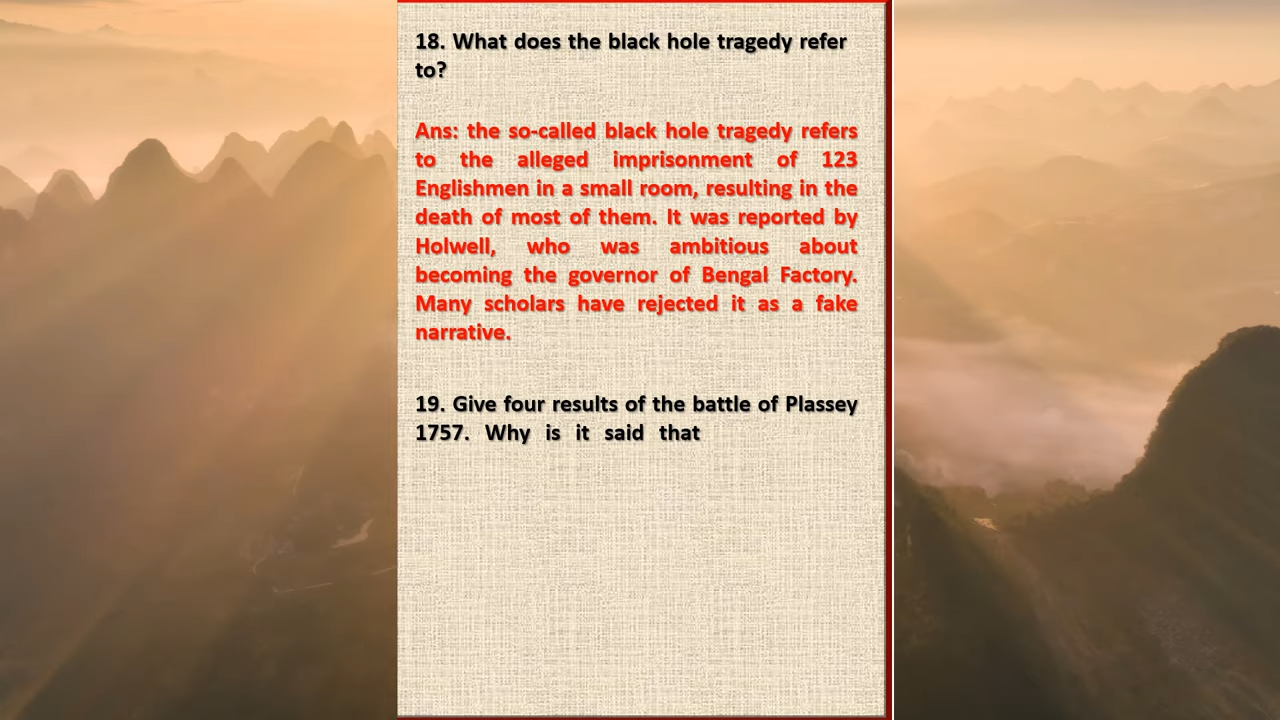 18. What does the black hole tragedy refer
to?
Ans: the so-called black hole tragedy refers
to the alleged imprisonment of 123
Englishmen in a small room, resulting in the
death of most of them. It was reported by
Holwell, who was ambitious about
becoming the governor of Bengal Factory.
Many scholars have rejected it as a fake
narrative.
19. Give four results of the battle of Plassey
1757. Why is it said that